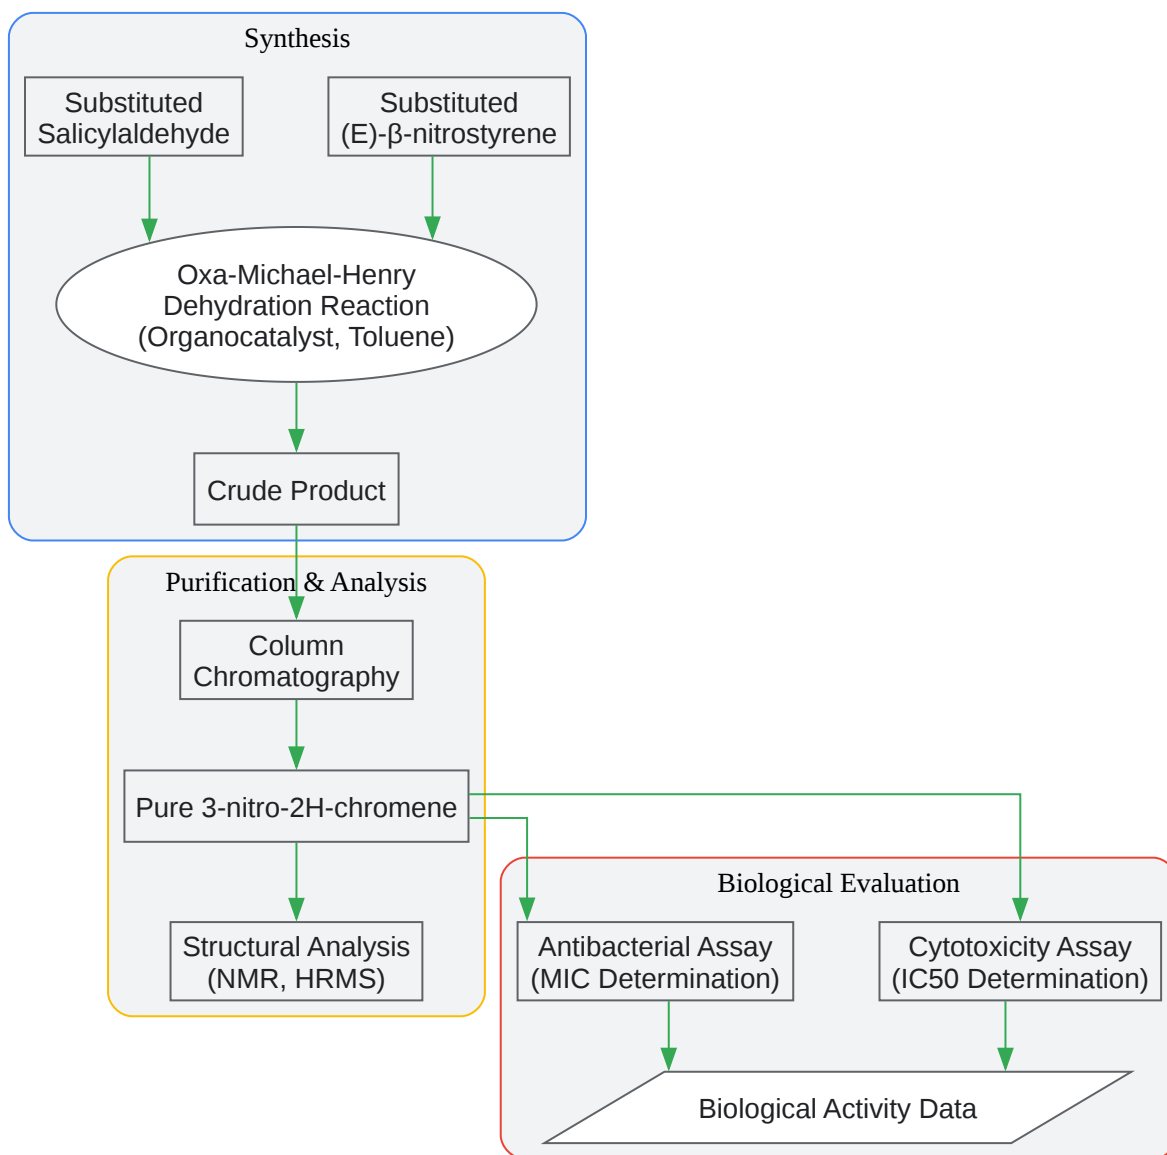 Synthesis
Substituted
Salicylaldehyde
Substituted
(E)-β-nitrostyrene
Oxa-Michael-Henry
Dehydration Reaction
(Organocatalyst, Toluene)
Crude Product
Purification & Analysis
Column
Chromatography
Pure 3-nitro-2H-chromene
Structural Analysis
(NMR, HRMS)
Biological Evaluation
Antibacterial Assay
(MIC Determination)
Cytotoxicity Assay
(IC50 Determination)
Biological Activity Data